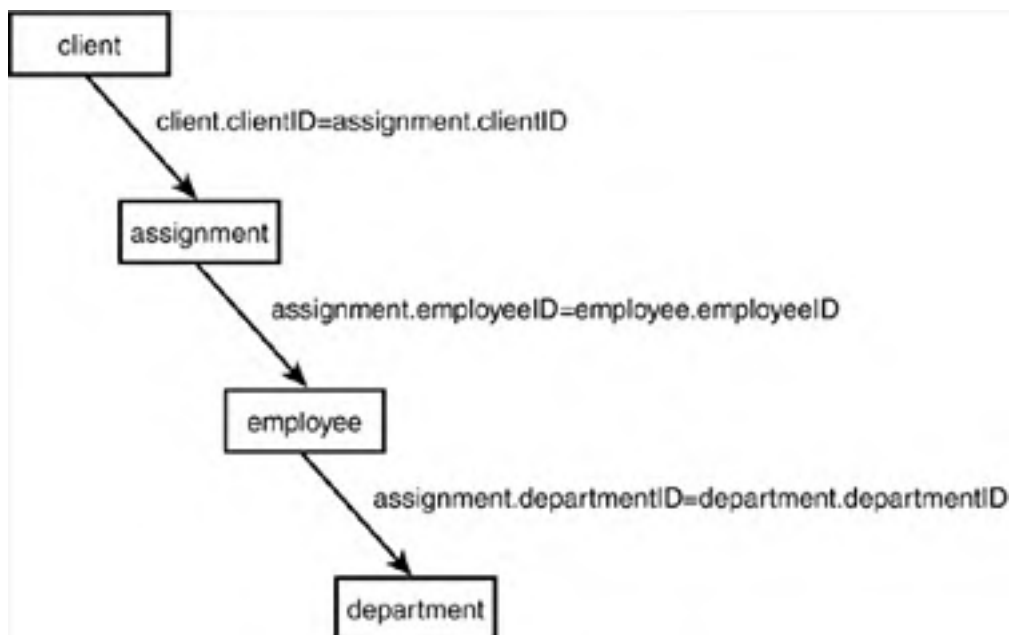 client
client.clientID=assignment.clientID
assignment
assignment.employeeID=employee.employeeID
employee
assignment.departmentID=department.departmentID
department